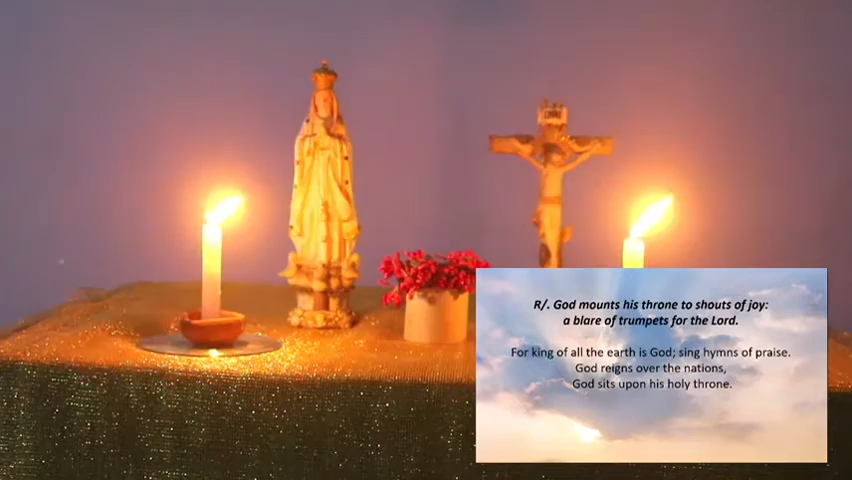 R/. God mounts his throne to shouts of joy:
a blare of trumpets for the Lord.
For king of all the earth is God; sing hymns of praise.
God reigns over the nations,
God sits upon his holy throne.